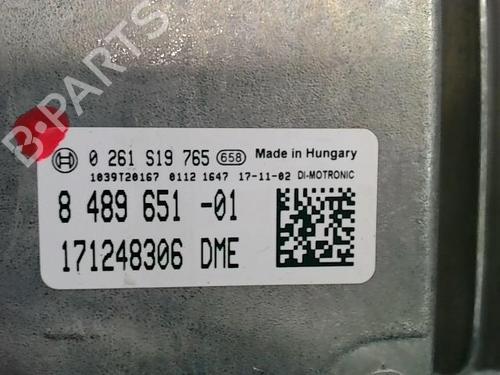 B-PARTS
0 261 S19 765 658 Made in Hungary
1039T20167 0112 1647 17-11-02 DI-MOTRONIC
8 489 651 -01
171248306 DME